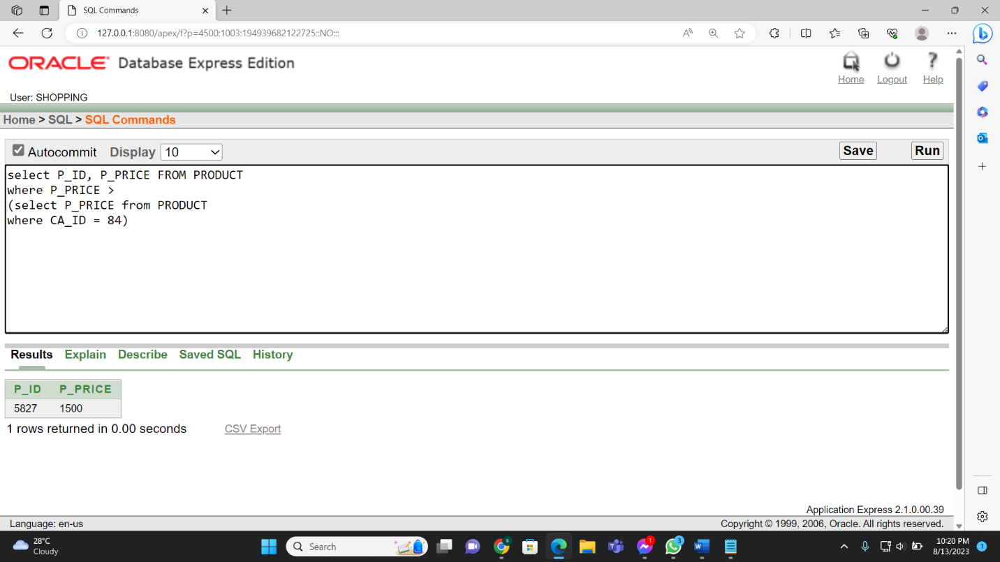 SQL Commands
127.0.0.1:8080/apex/f?p=4500:1003:194939682122725::NO:::
ORACLE Database Express Edition
Home Logout Help
User: SHOPPING
Home > SQL > SQL Commands
Autocommit Display 10 Save Run
select P_ID, P_PRICE FROM PRODUCT
where P_PRICE >
(select P_PRICE from PRODUCT
where CA_ID = 84)
Results Explain Describe Saved SQL History
P_ID P_PRICE
5827 1500
1 rows returned in 0.00 seconds CSV Export
Application Express 2.1.0.00.39
Language: en-us Copyright © 1999, 2006, Oracle. All rights reserved.
28°C
Cloudy
Search
1
3
10:20 PM
8/13/2023
1